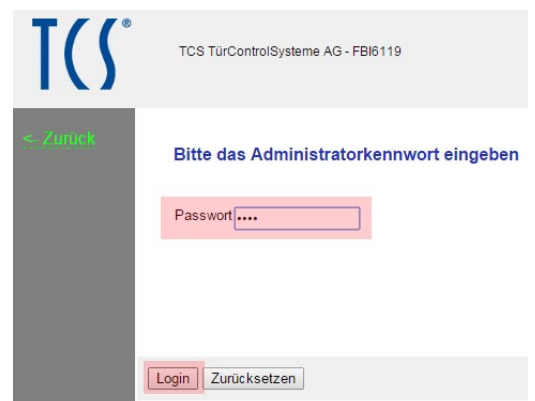 TCS®
TCS TürControlSysteme AG - FBI6119
<- Zurück
Bitte das Administratorkennwort eingeben
Passwort ••••
Login Zurücksetzen